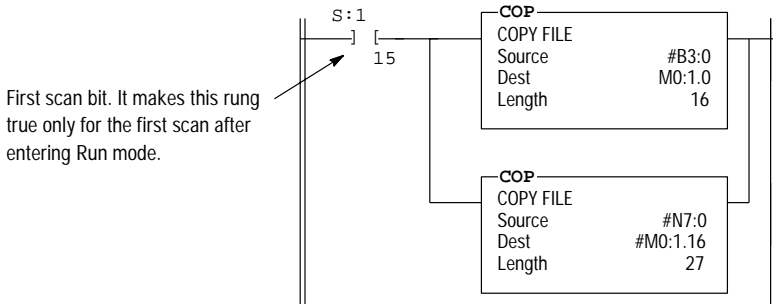 S:1
] [
15
First scan bit. It makes this rung
true only for the first scan after
entering Run mode.
COP
COPY FILE
Source #B3:0
Dest M0:1.0
Length 16
COP
COPY FILE
Source #N7:0
Dest #M0:1.16
Length 27